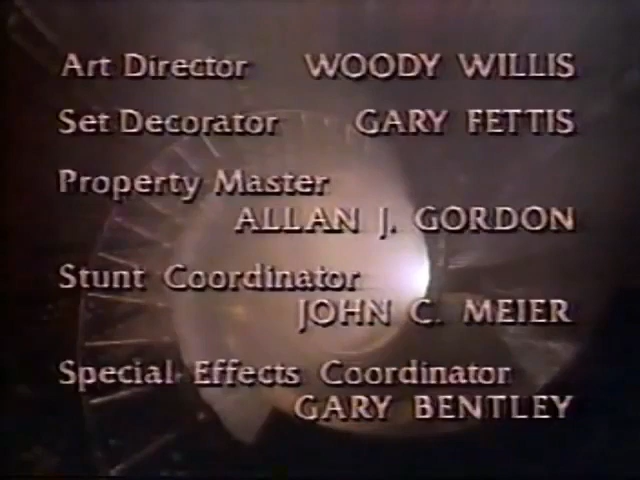 Art Director WOODY WILLIS
Set Decorator GARY FETTIS
Property Master
ALLAN J. GORDON
Stunt Coordinator
JOHN C. MEIER
Special Effects Coordinator
GARY BENTLEY